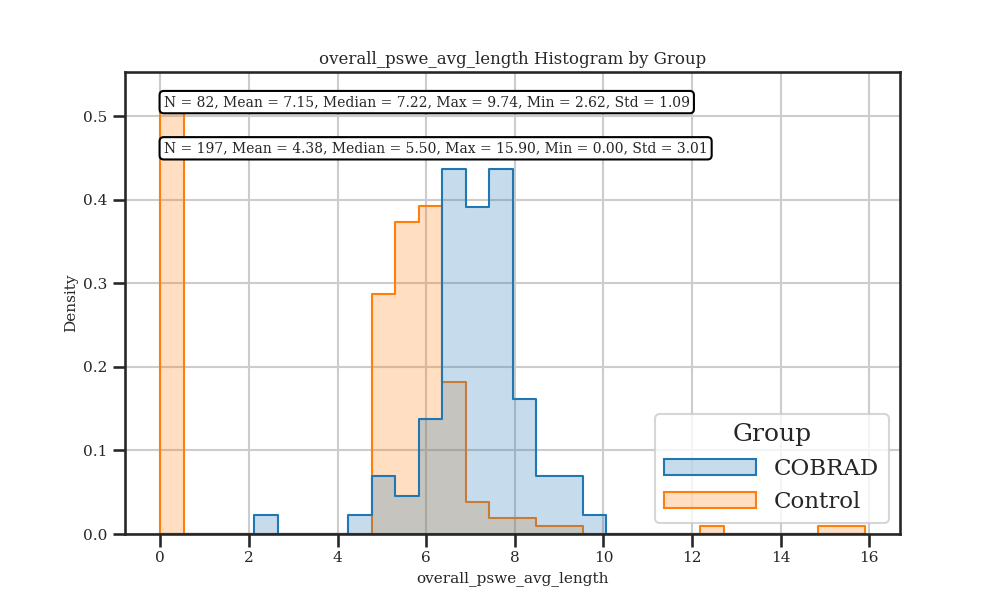 overall_pswe_avg_length Histogram by Group
N = 82, Mean = 7.15, Median = 7.22, Max = 9.74, Min = 2.62, Std = 1.09
N = 197, Mean = 4.38, Median = 5.50, Max = 15.90, Min = 0.00, Std = 3.01
Density
0.5
0.4
0.3
0.2
0.1
0.0
Group
COBRAD
Control
0 2 4 6 8 10 12 14 16
overall_pswe_avg_length